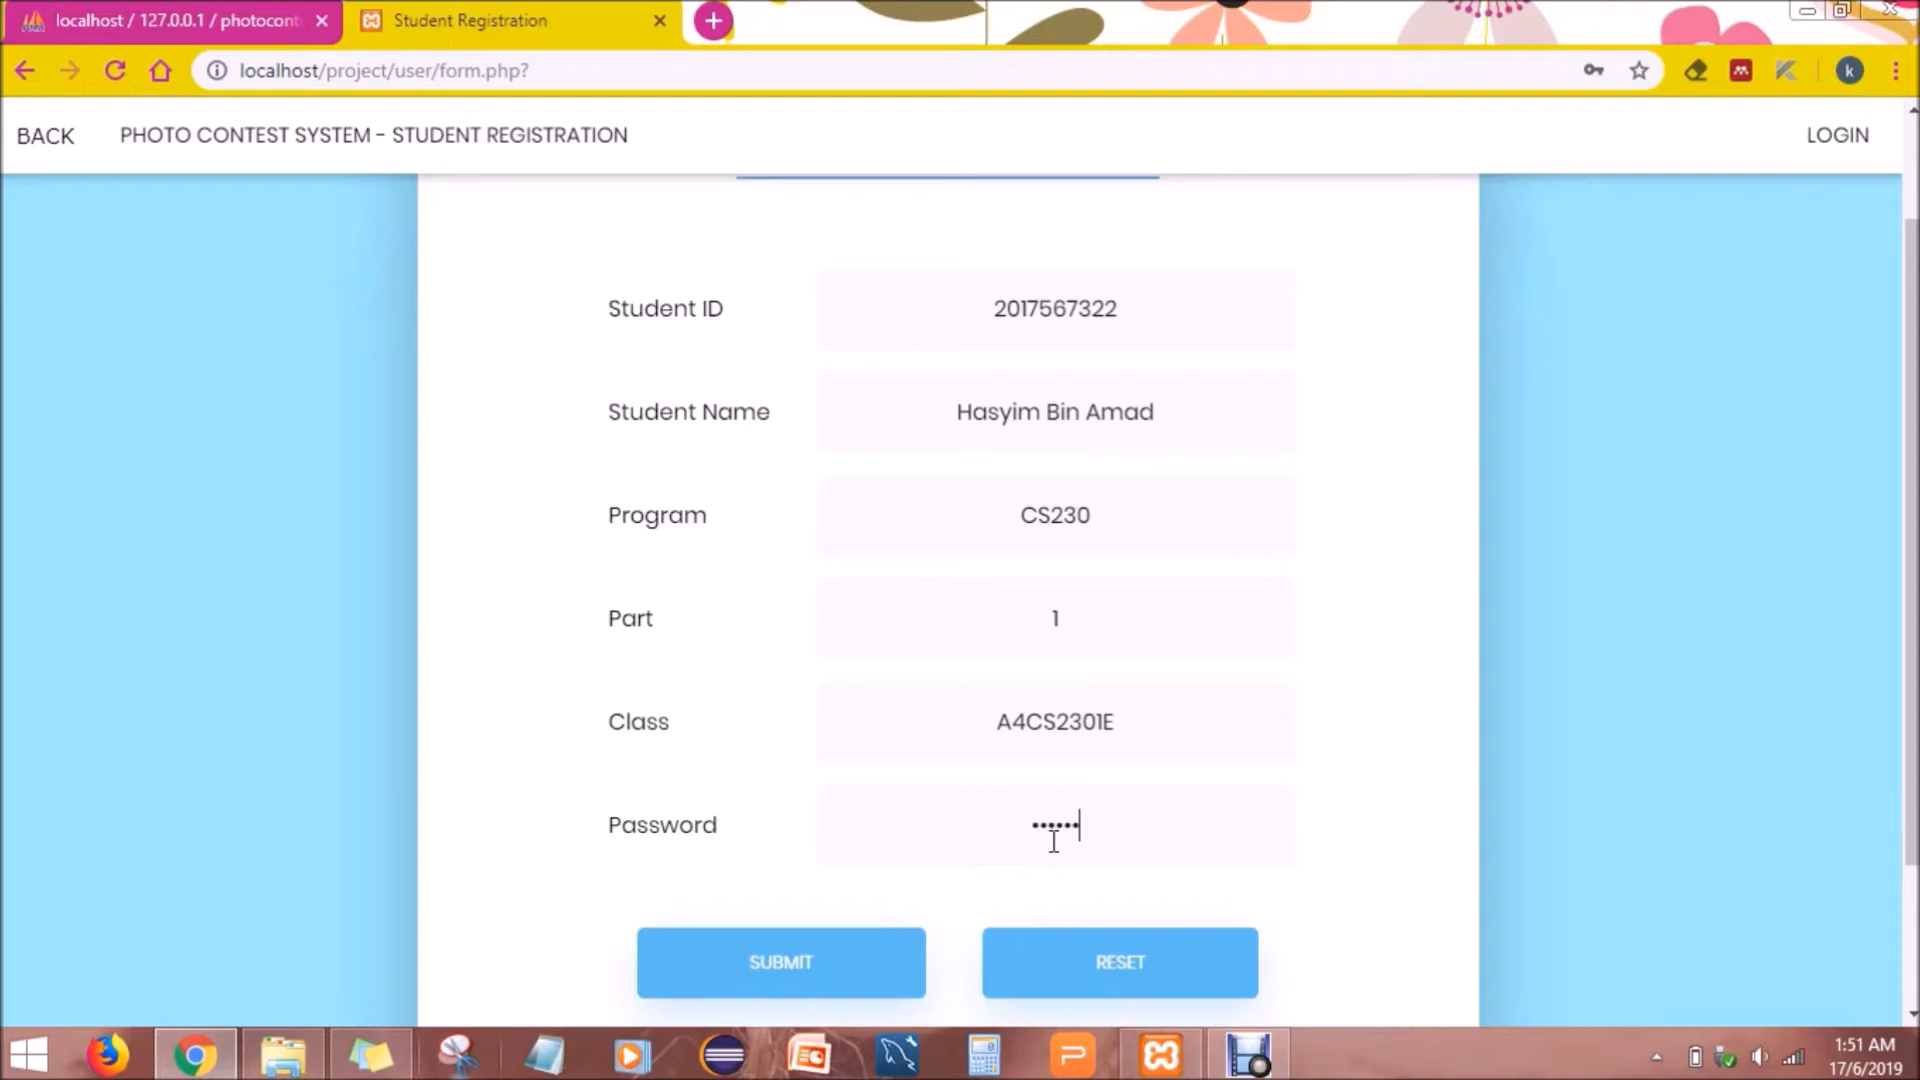 localhost / 127.0.0.1 / photocont
Student Registration
localhost/project/user/form.php?
k
BACK
PHOTO CONTEST SYSTEM - STUDENT REGISTRATION
LOGIN
Student ID
2017567322
Student Name
Hasyim Bin Amad
Program
CS230
Part
1
Class
A4CS2301E
Password
••••••
SUBMIT
RESET
1:51 AM
17/6/2019